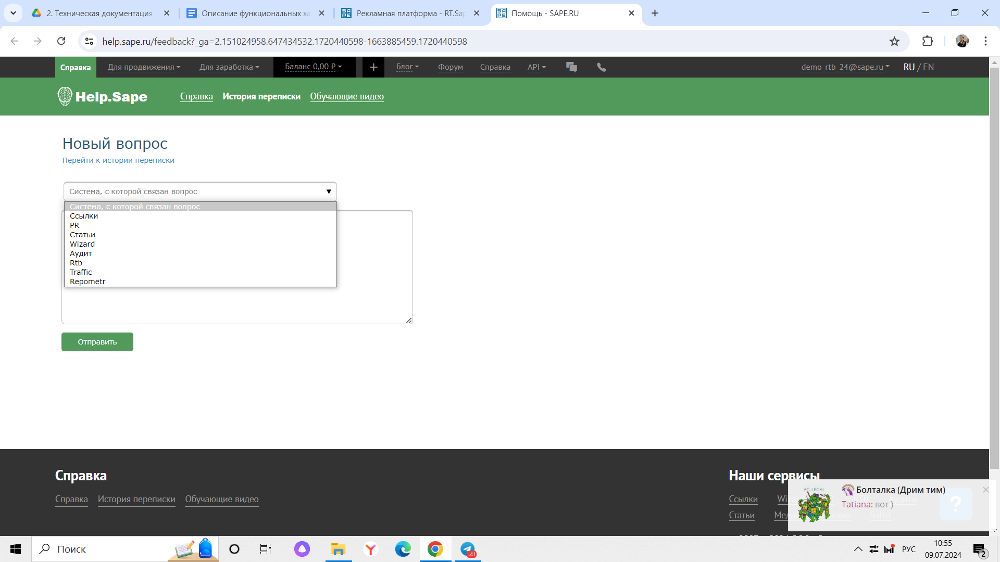 2. Техническая документация
Описание функциональных ха
Рекламная платформа - RT.Sap
Помощь - SAPE.RU
help.sape.ru/feedback?_ga=2.151024958.647434532.1720440598-1663885459.1720440598
Справка
Для продвижения
Для заработка
Баланс 0,00 ₽
+
Блог
Форум
Справка
API
demo_rtb_24@sape.ru
RU / EN
Help.Sape
Справка
История переписки
Обучающие видео
Новый вопрос
Перейти к истории переписки
Система, с которой связан вопрос
Система, с которой связан вопрос
Ссылки
PR
Статьи
Wizard
Аудит
Rtb
Traffic
Repometr
Отправить
Справка
Справка
История переписки
Обучающие видео
Наши сервисы
Ссылки
Статьи
AG-LEGAL
Болталка (Дрим тим)
Tatiana: вот )
?
Поиск
..41
РУС
10:55
09.07.2024
2